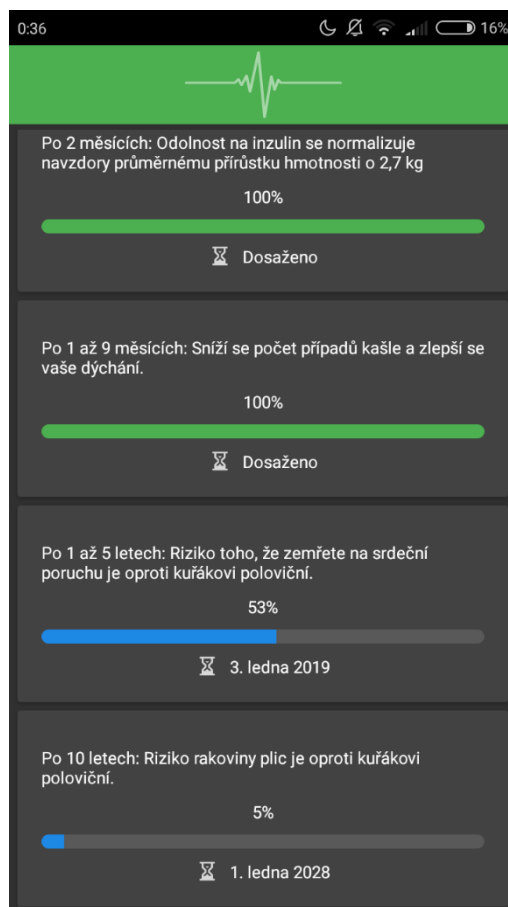 0:36 16%
Po 2 měsících: Odolnost na inzulin se normalizuje
navzdory průměrnému přírůstku hmotnosti o 2,7 kg
100%
Dosaženo
Po 1 až 9 měsících: Sníží se počet případů kašle a zlepší se
vaše dýchání.
100%
Dosaženo
Po 1 až 5 letech: Riziko toho, že zemřete na srdeční
poruchu je oproti kuřákovi poloviční.
53%
3. ledna 2019
Po 10 letech: Riziko rakoviny plic je oproti kuřákovi
poloviční.
5%
1. ledna 2028